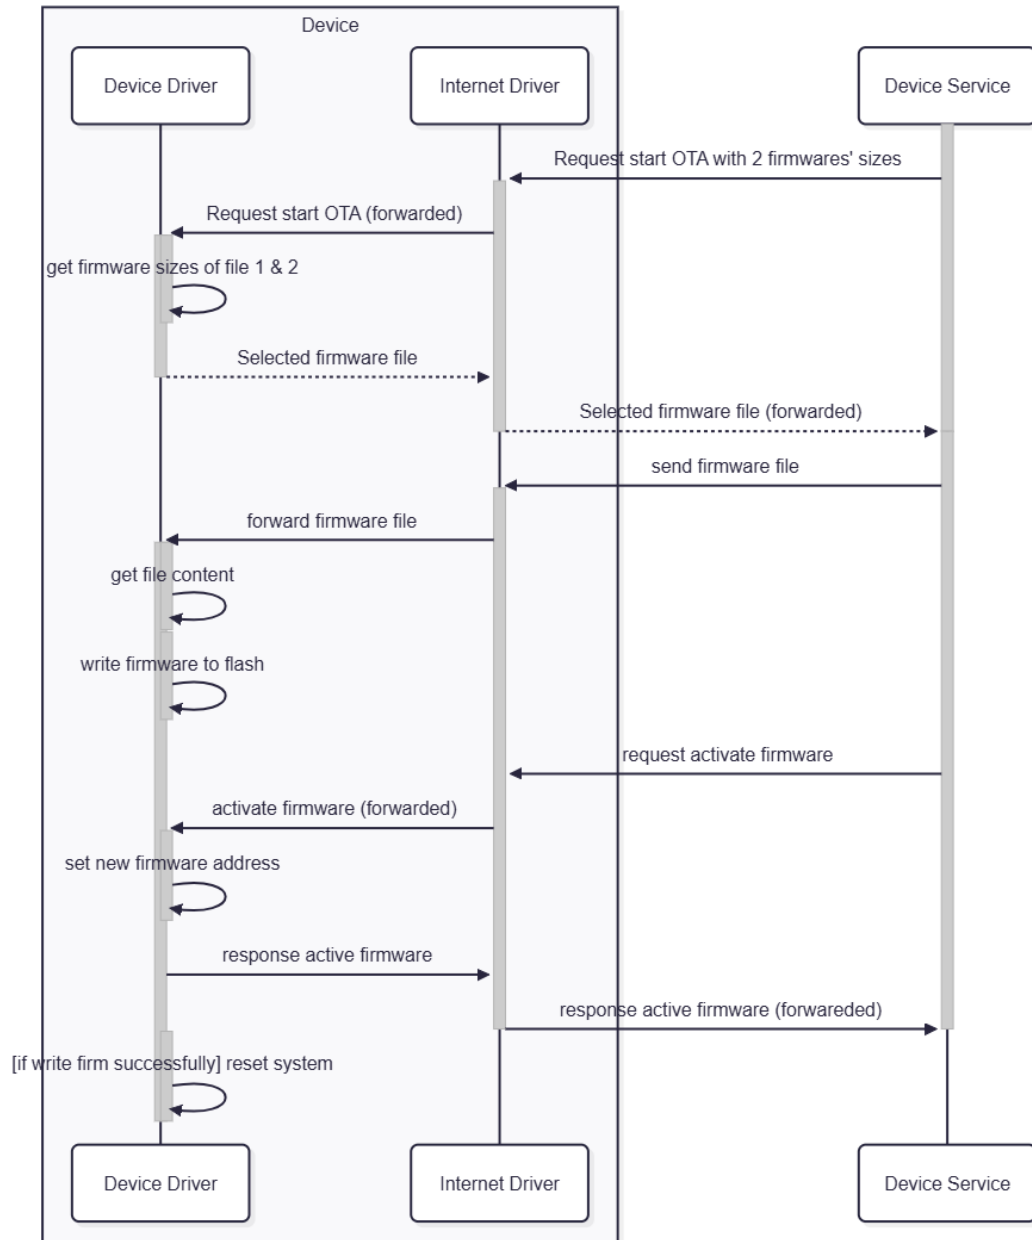 Device
Device Driver
Internet Driver
Device Service
Request start OTA with 2 firmwares' sizes
Request start OTA (forwarded)
get firmware sizes of file 1 & 2
Selected firmware file
Selected firmware file (forwarded)
send firmware file
forward firmware file
get file content
write firmware to flash
request activate firmware
activate firmware (forwarded)
set new firmware address
response active firmware
response active firmware (forwareded)
[if write firm successfully] reset system
Device Driver
Internet Driver
Device Service